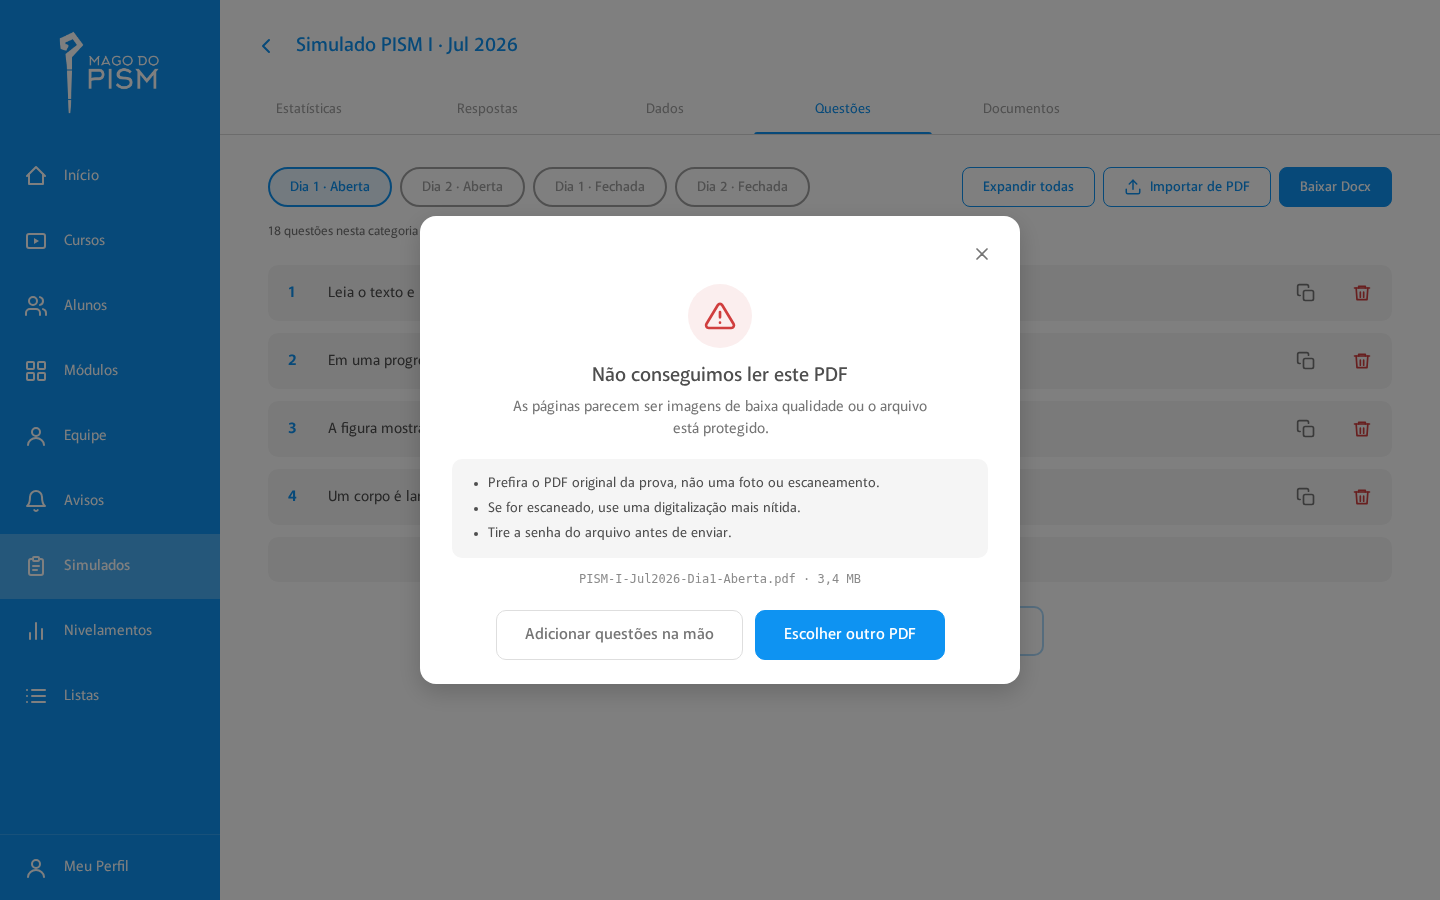 MAGO DO
PISM
Início
Cursos
Alunos
Módulos
Equipe
Avisos
Simulados
Nivelamentos
Listas
Meu Perfil
Simulado PISM I · Jul 2026
Estatísticas
Respostas
Dados
Questões
Documentos
Dia 1 · Aberta
Dia 2 · Aberta
Dia 1 · Fechada
Dia 2 · Fechada
Expandir todas
Importar de PDF
Baixar Docx
18 questões nesta categoria
1 Leia o texto e
2 Em uma progre
3 A figura mostra
4 Um corpo é lan
Não conseguimos ler este PDF
As páginas parecem ser imagens de baixa qualidade ou o arquivo
está protegido.
• Prefira o PDF original da prova, não uma foto ou escaneamento.
• Se for escaneado, use uma digitalização mais nítida.
• Tire a senha do arquivo antes de enviar.
PISM-I-Jul2026-Dia1-Aberta.pdf · 3,4 MB
Adicionar questões na mão
Escolher outro PDF